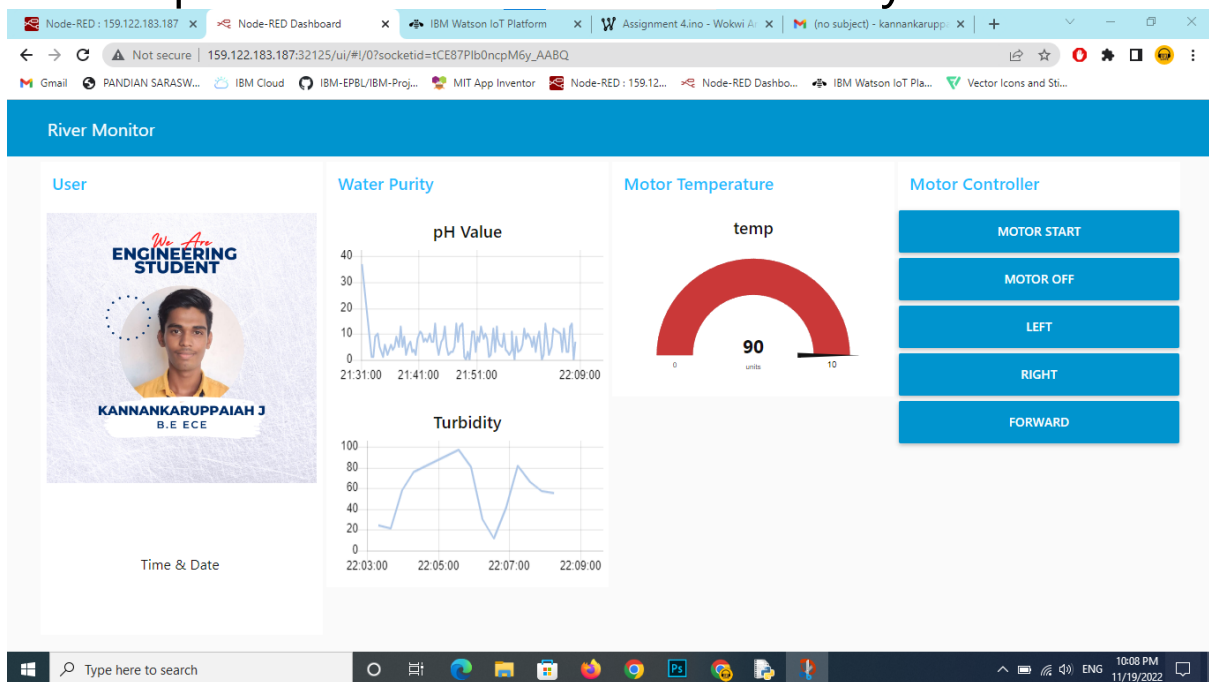 Node-RED : 159.122.183.187
Node-RED Dashboard
IBM Watson IoT Platform
Assignment 4.ino - Wokwi Ar
(no subject) - kannankarupp
Not secure
159.122.183.187:32125/ui/#!/0?socketid=tCE87PIb0ncpM6y_AABQ
Gmail
PANDIAN SARASW...
IBM Cloud
IBM-EPBL/IBM-Proj...
MIT App Inventor
Node-RED : 159.12...
Node-RED Dashbo...
IBM Watson IoT Pla...
Vector Icons and Sti...
River Monitor
User
We Are
ENGINEERING
STUDENT
KANNANKARUPPAIAH J
B.E ECE
Time & Date
Water Purity
pH Value
40
30
20
10
0
21:31:00 21:41:00 21:51:00 22:09:00
Turbidity
100
80
60
40
20
0
22:03:00 22:05:00 22:07:00 22:09:00
Motor Temperature
temp
90
units
0 10
Motor Controller
MOTOR START
MOTOR OFF
LEFT
RIGHT
FORWARD
Type here to search
Ps
ENG
10:08 PM
11/19/2022